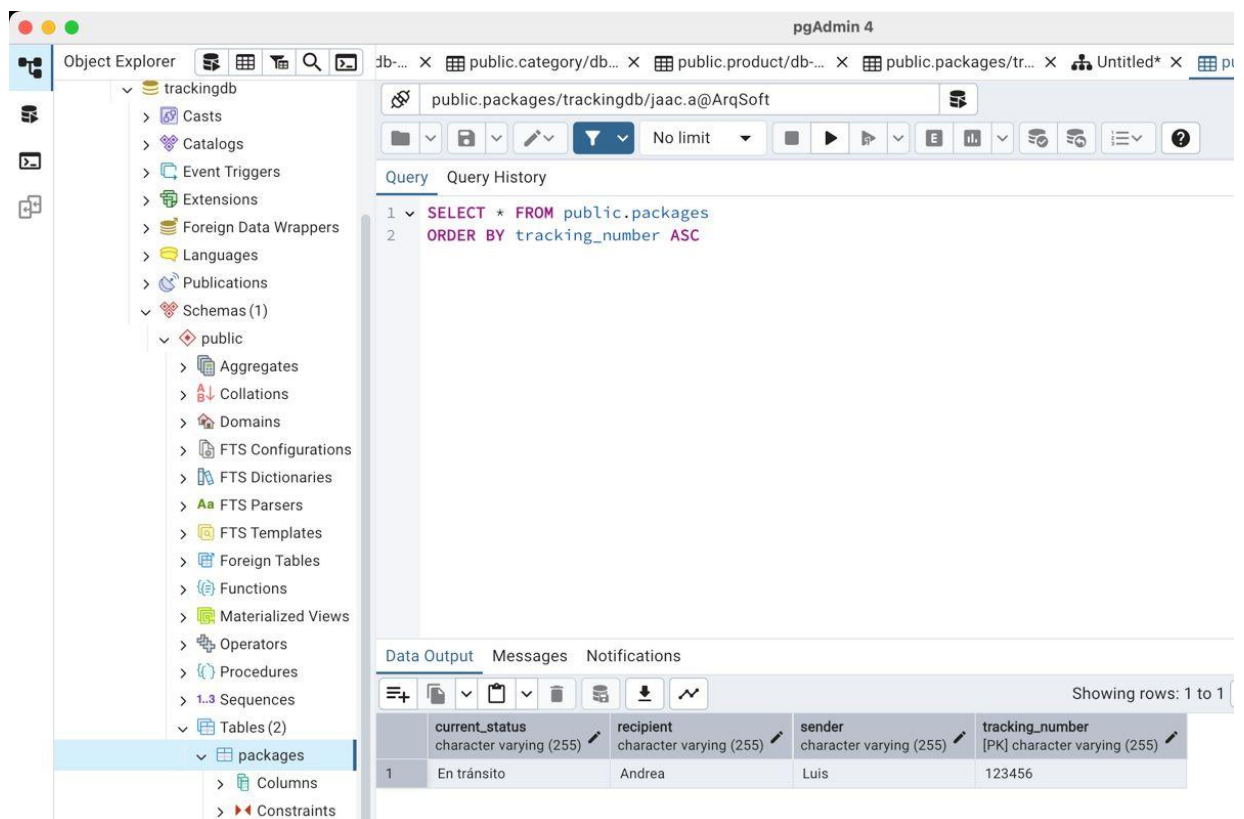 pgAdmin 4
Object Explorer
db-...
public.category/db...
public.product/db-...
public.packages/tr...
Untitled*
trackingdb
Casts
Catalogs
Event Triggers
Extensions
Foreign Data Wrappers
Languages
Publications
Schemas (1)
public
Aggregates
Collations
Domains
FTS Configurations
FTS Dictionaries
Aa FTS Parsers
FTS Templates
Foreign Tables
Functions
Materialized Views
Operators
Procedures
1..3 Sequences
Tables (2)
packages
Columns
Constraints
public.packages/trackingdb/jaac.a@ArqSoft
No limit
E
Query Query History
1 SELECT * FROM public.packages
2 ORDER BY tracking_number ASC
Data Output Messages Notifications
Showing rows: 1 to 1
current_status recipient sender tracking_number
character varying (255) character varying (255) character varying (255) [PK] character varying (255)
1 En tránsito Andrea Luis 123456